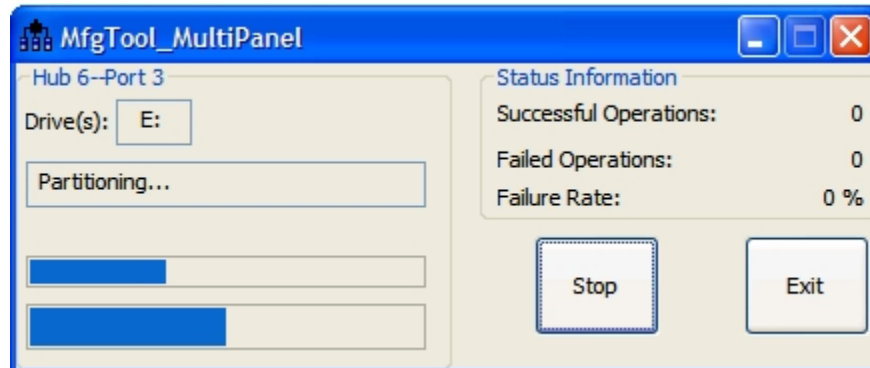 MfgTool_MultiPanel
Hub 6--Port 3
Drive(s): E:
Partitioning...
Status Information
Successful Operations: 0
Failed Operations: 0
Failure Rate: 0 %
Stop
Exit